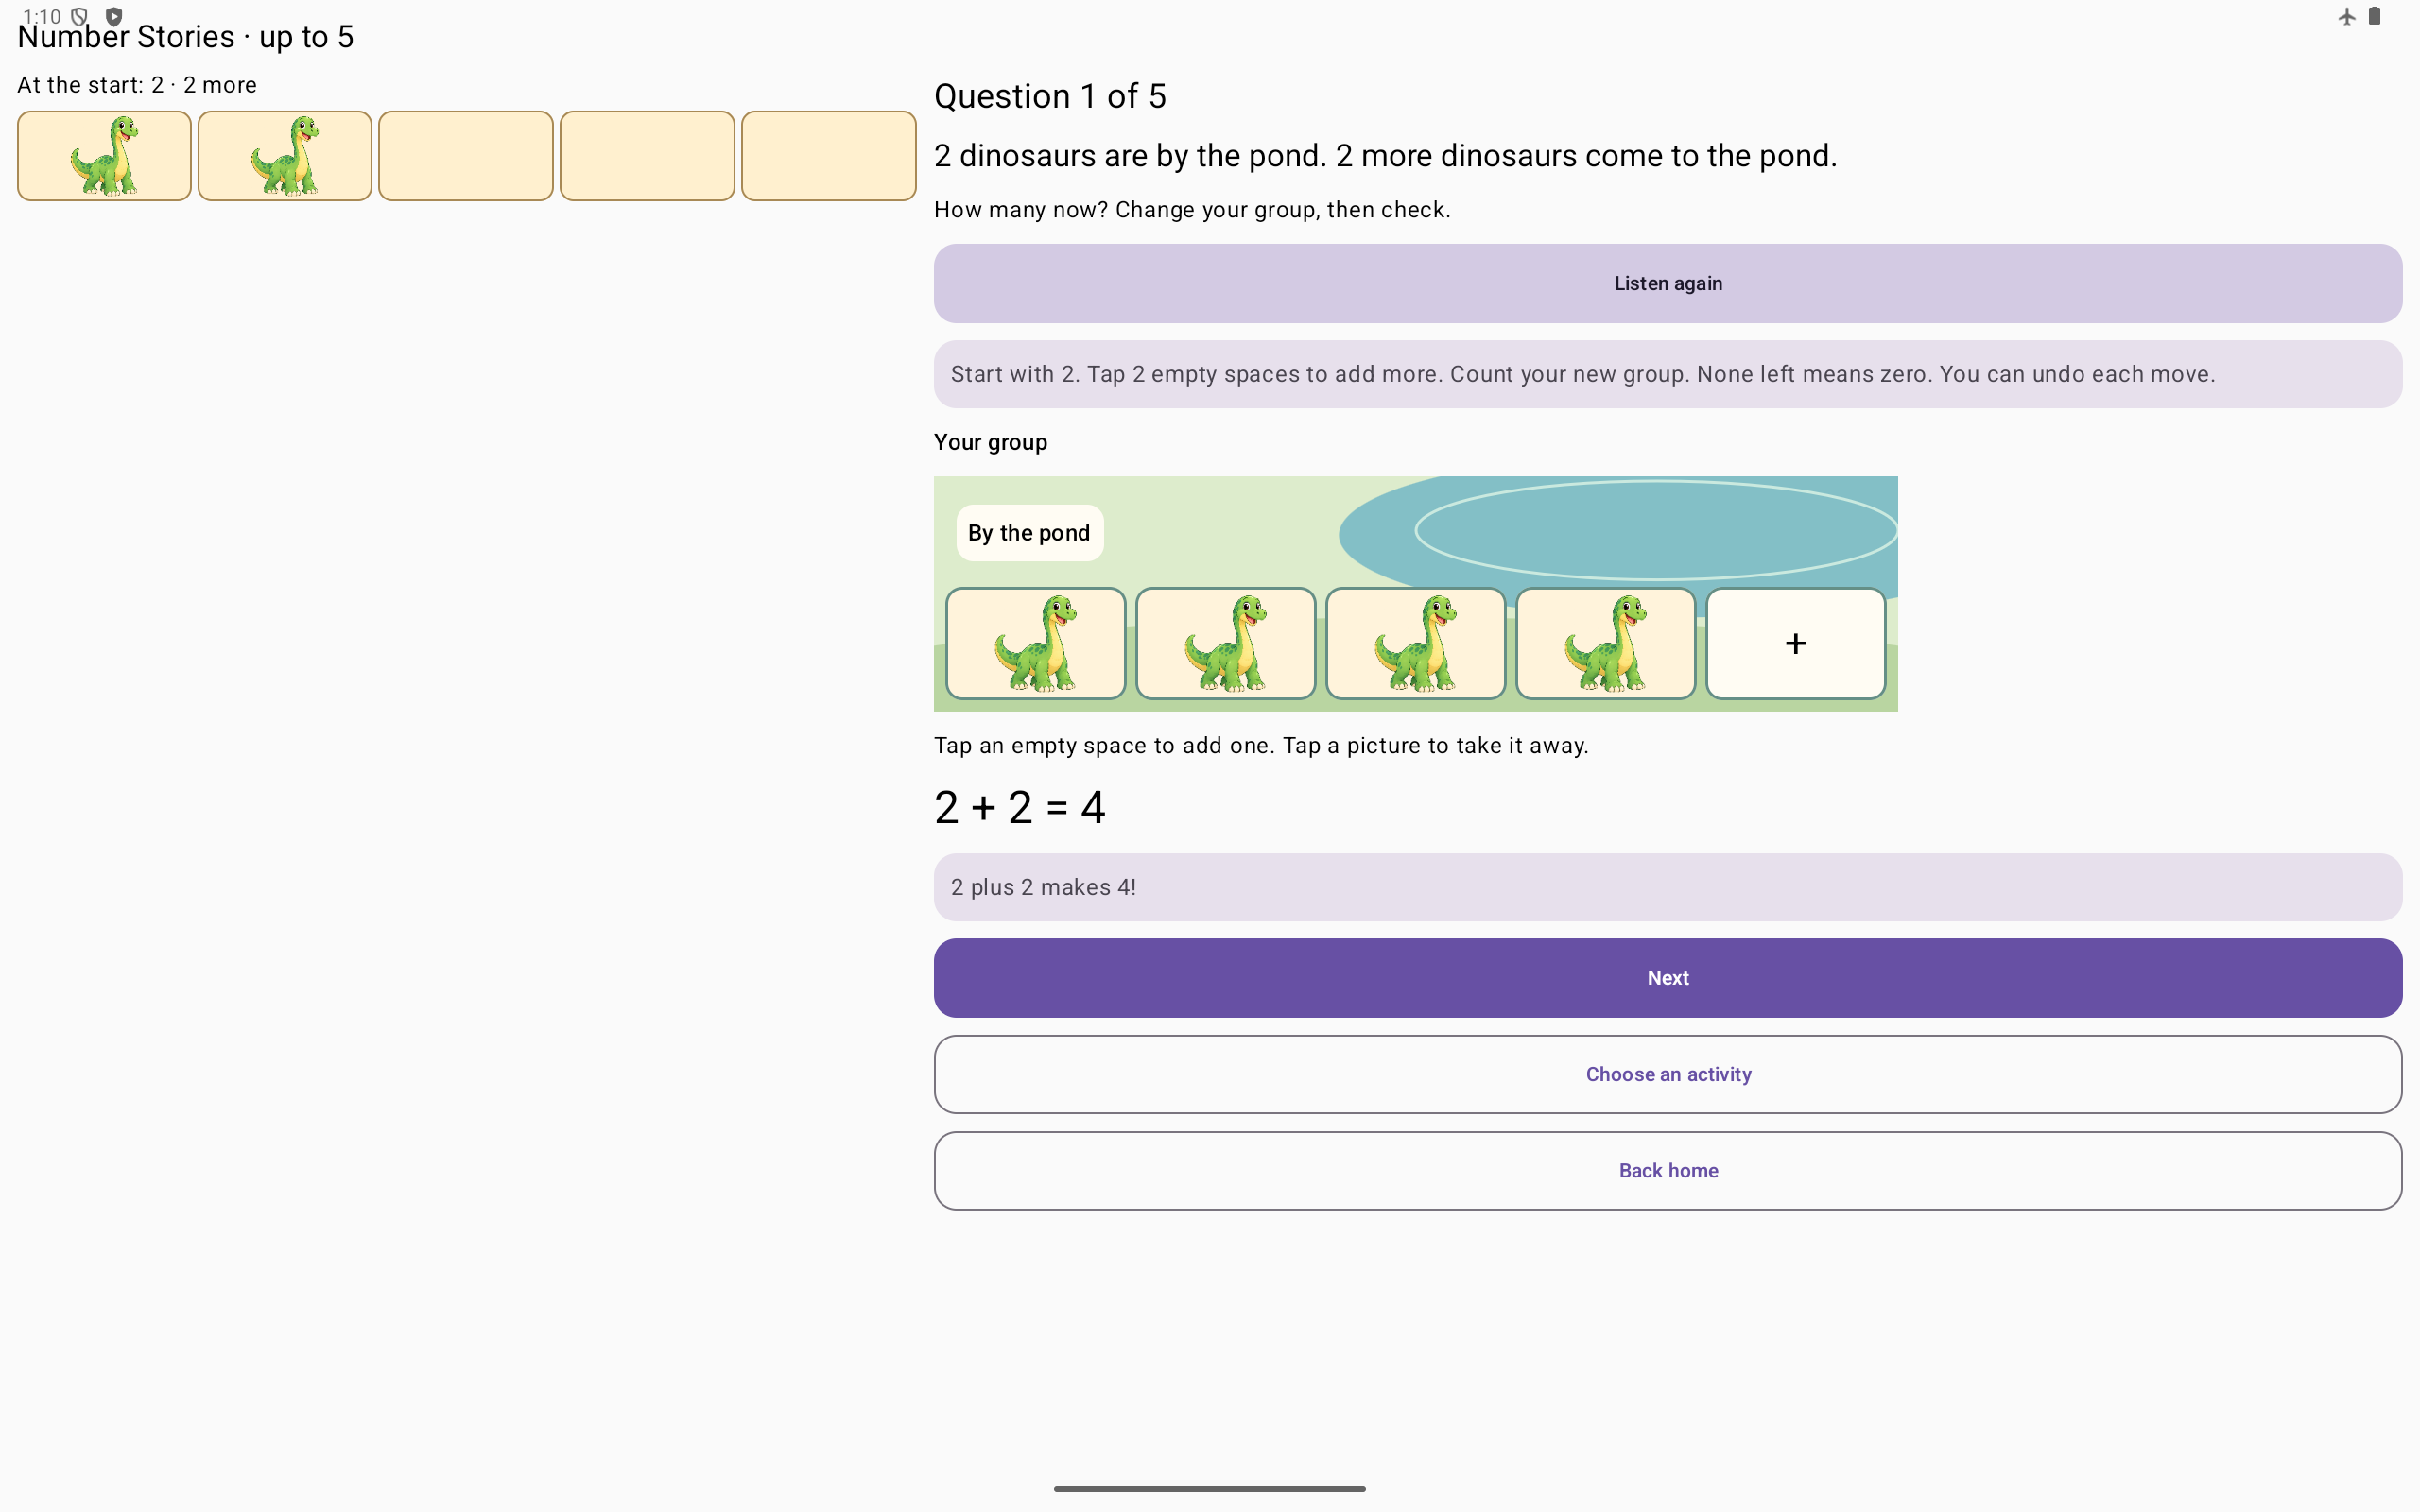 1:10
Number Stories · up to 5
At the start: 2 · 2 more
Question 1 of 5
2 dinosaurs are by the pond. 2 more dinosaurs come to the pond.
How many now? Change your group, then check.
Listen again
Start with 2. Tap 2 empty spaces to add more. Count your new group. None left means zero. You can undo each move.
Your group
By the pond
+
Tap an empty space to add one. Tap a picture to take it away.
2 + 2 = 4
2 plus 2 makes 4!
Next
Choose an activity
Back home